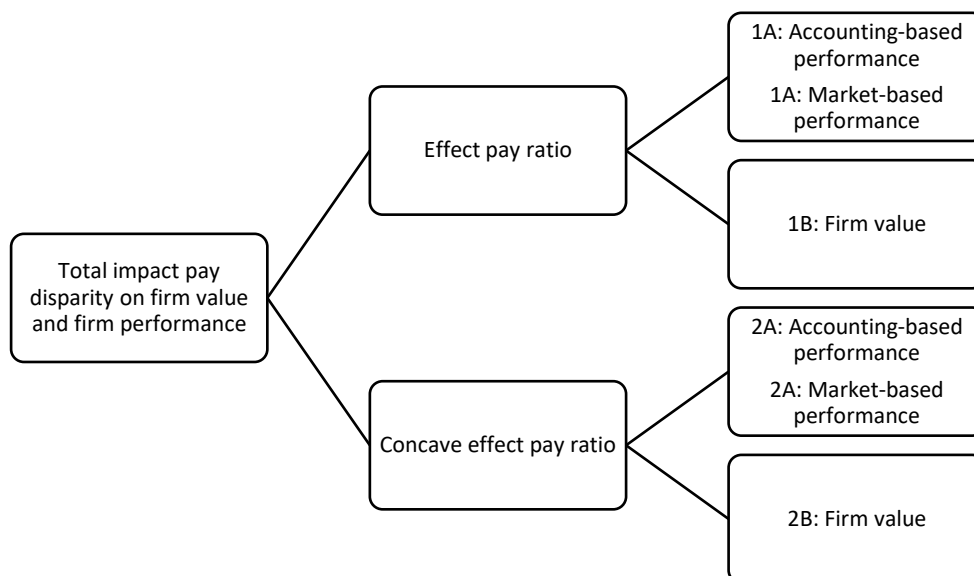 Total impact pay
disparity on firm value
and firm performance
Effect pay ratio
1A: Accounting-based
performance
1A: Market-based
performance
1B: Firm value
Concave effect pay ratio
2A: Accounting-based
performance
2A: Market-based
performance
2B: Firm value